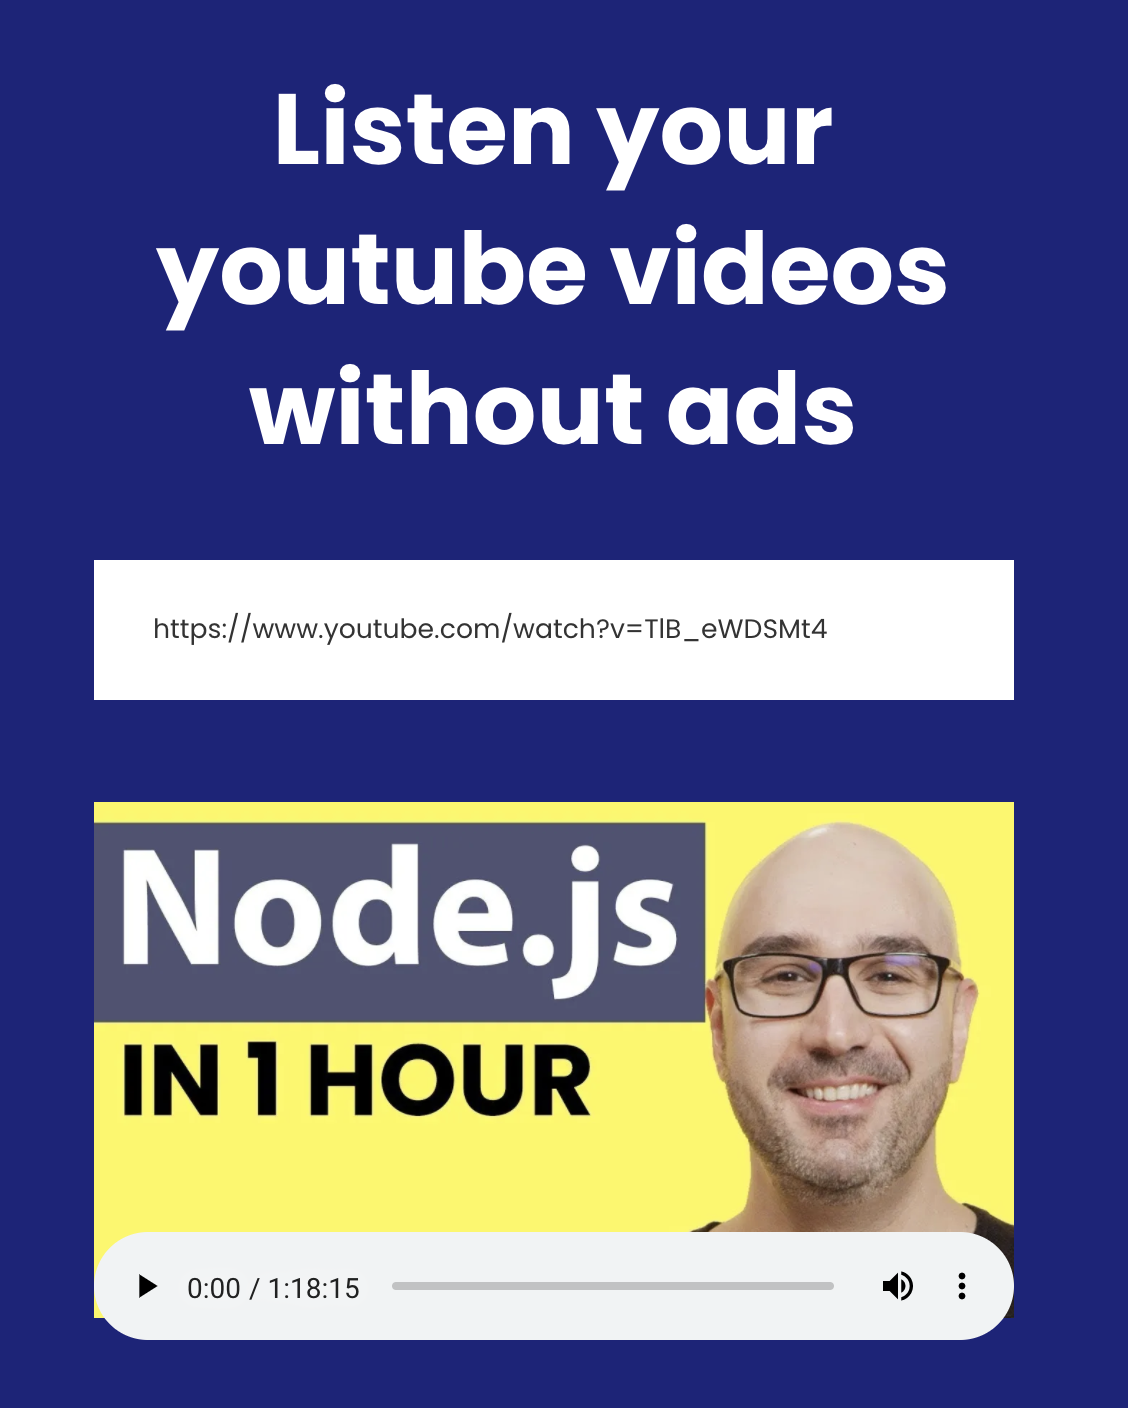 Listen your
youtube videos
without ads
https://www.youtube.com/watch?v=TlB_eWDSMt4
Node.js
IN 1 HOUR
0:00 / 1:18:15